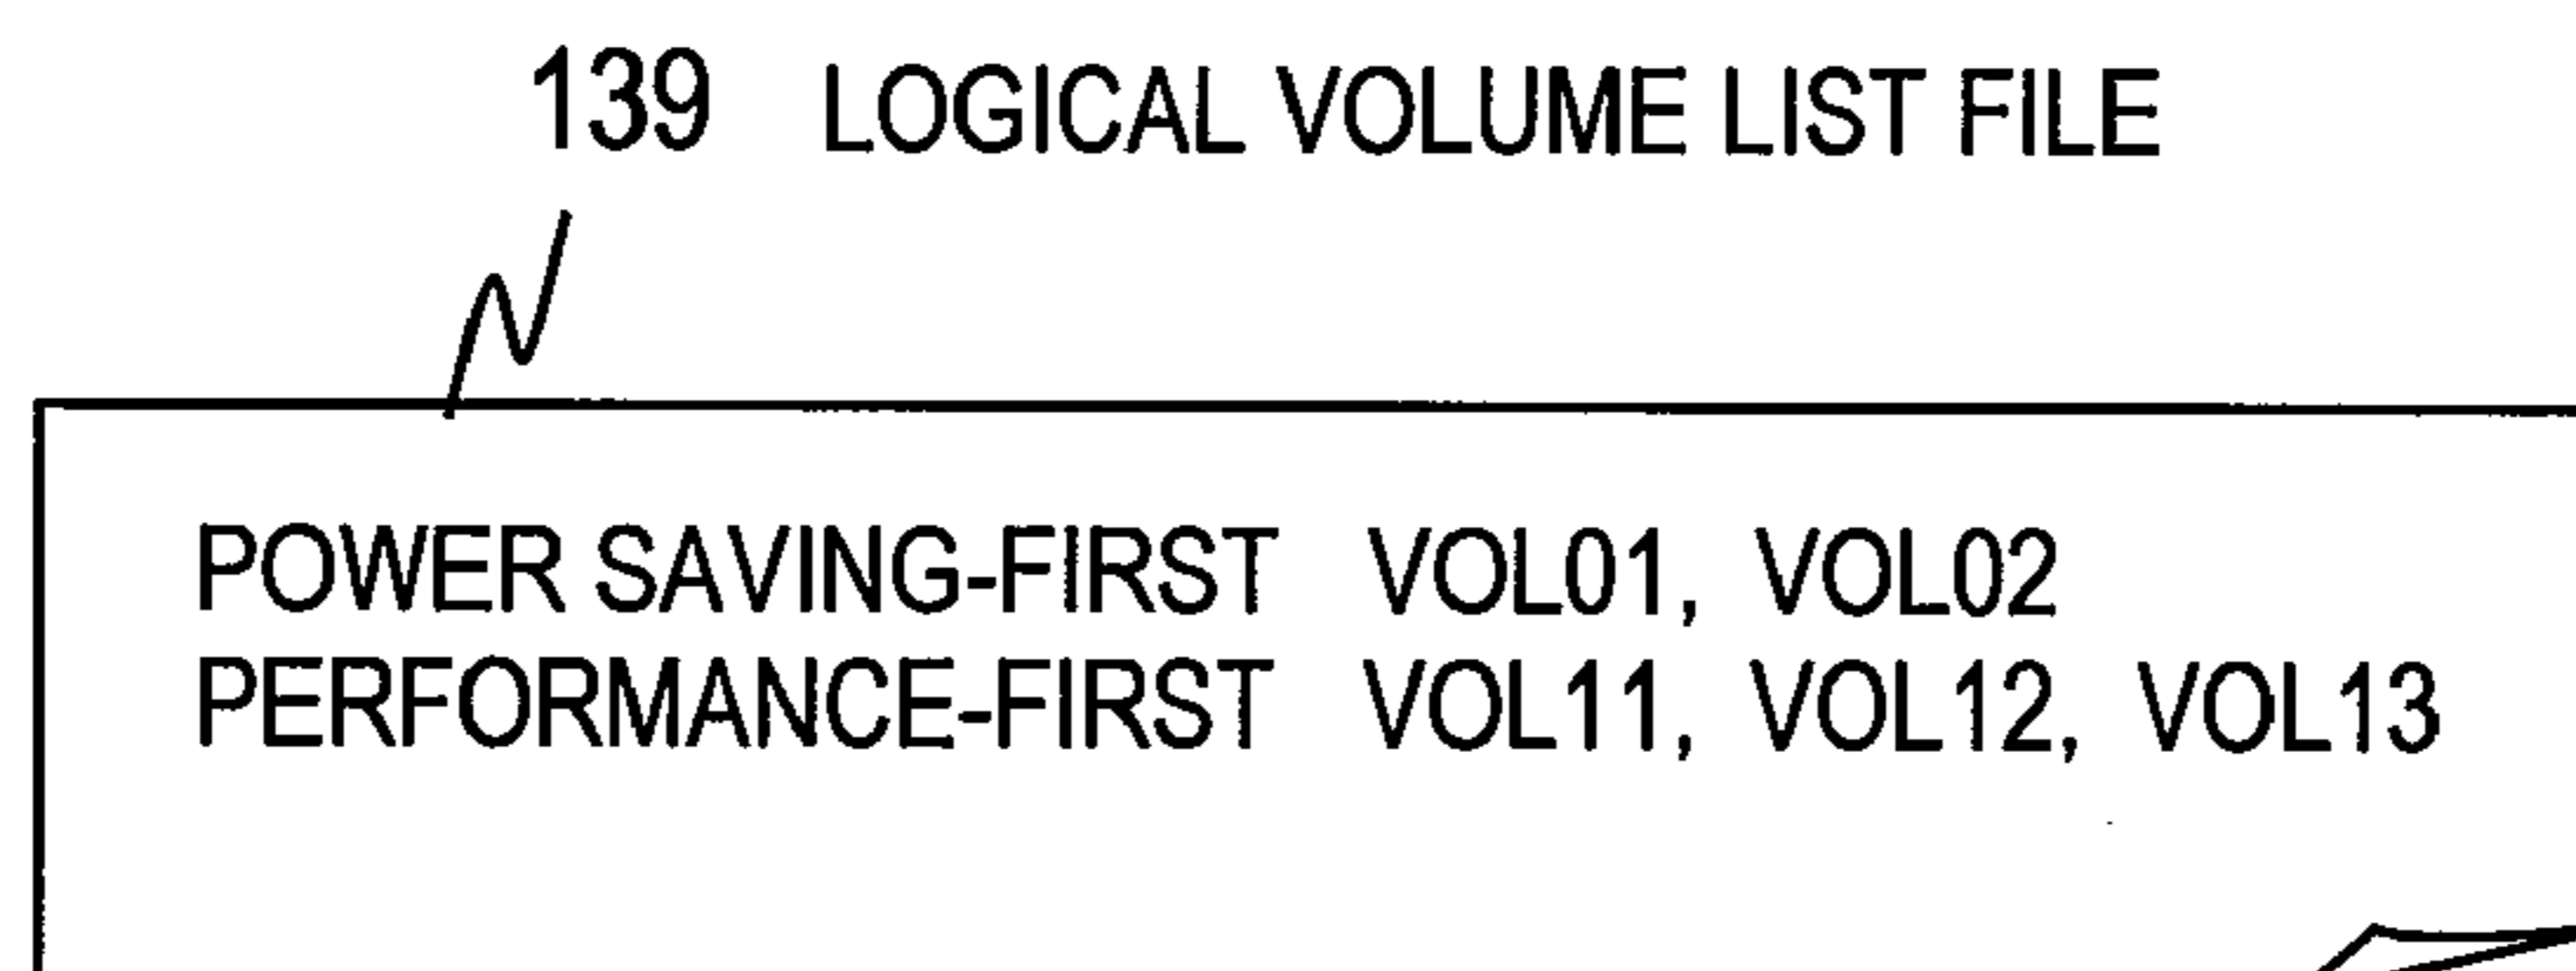 139 LOGICAL VOLUME LIST FILE
POWER SAVING-FIRST VOL01, VOL02
PERFORMANCE-FIRST VOL11, VOL12, VOL13